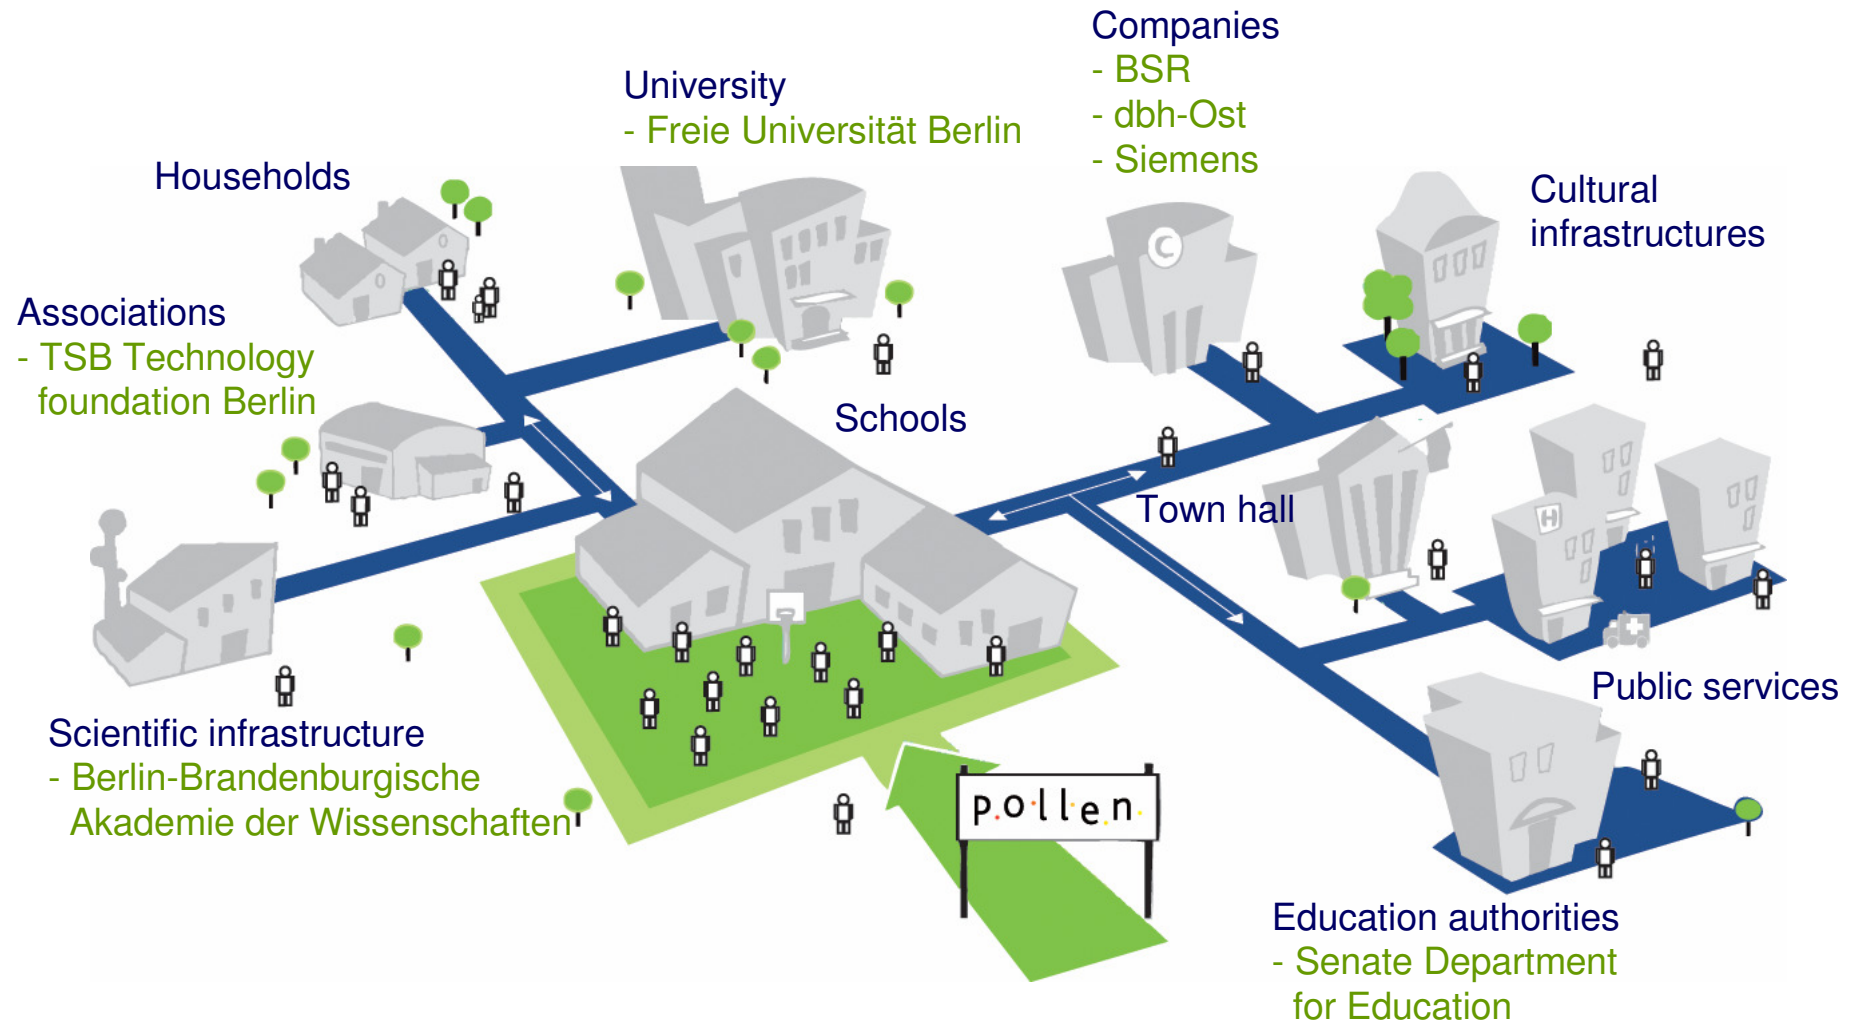 Companies
- BSR
- dbh-Ost
- Siemens
University
- Freie Universität Berlin
Households
Cultural
infrastructures
Associations
- TSB Technology
foundation Berlin
Schools
Town hall
C
H
Public services
Scientific infrastructure
- Berlin-Brandenburgische
Akademie der Wissenschaften
p.o.l.l.e.n.
Education authorities
- Senate Department
for Education